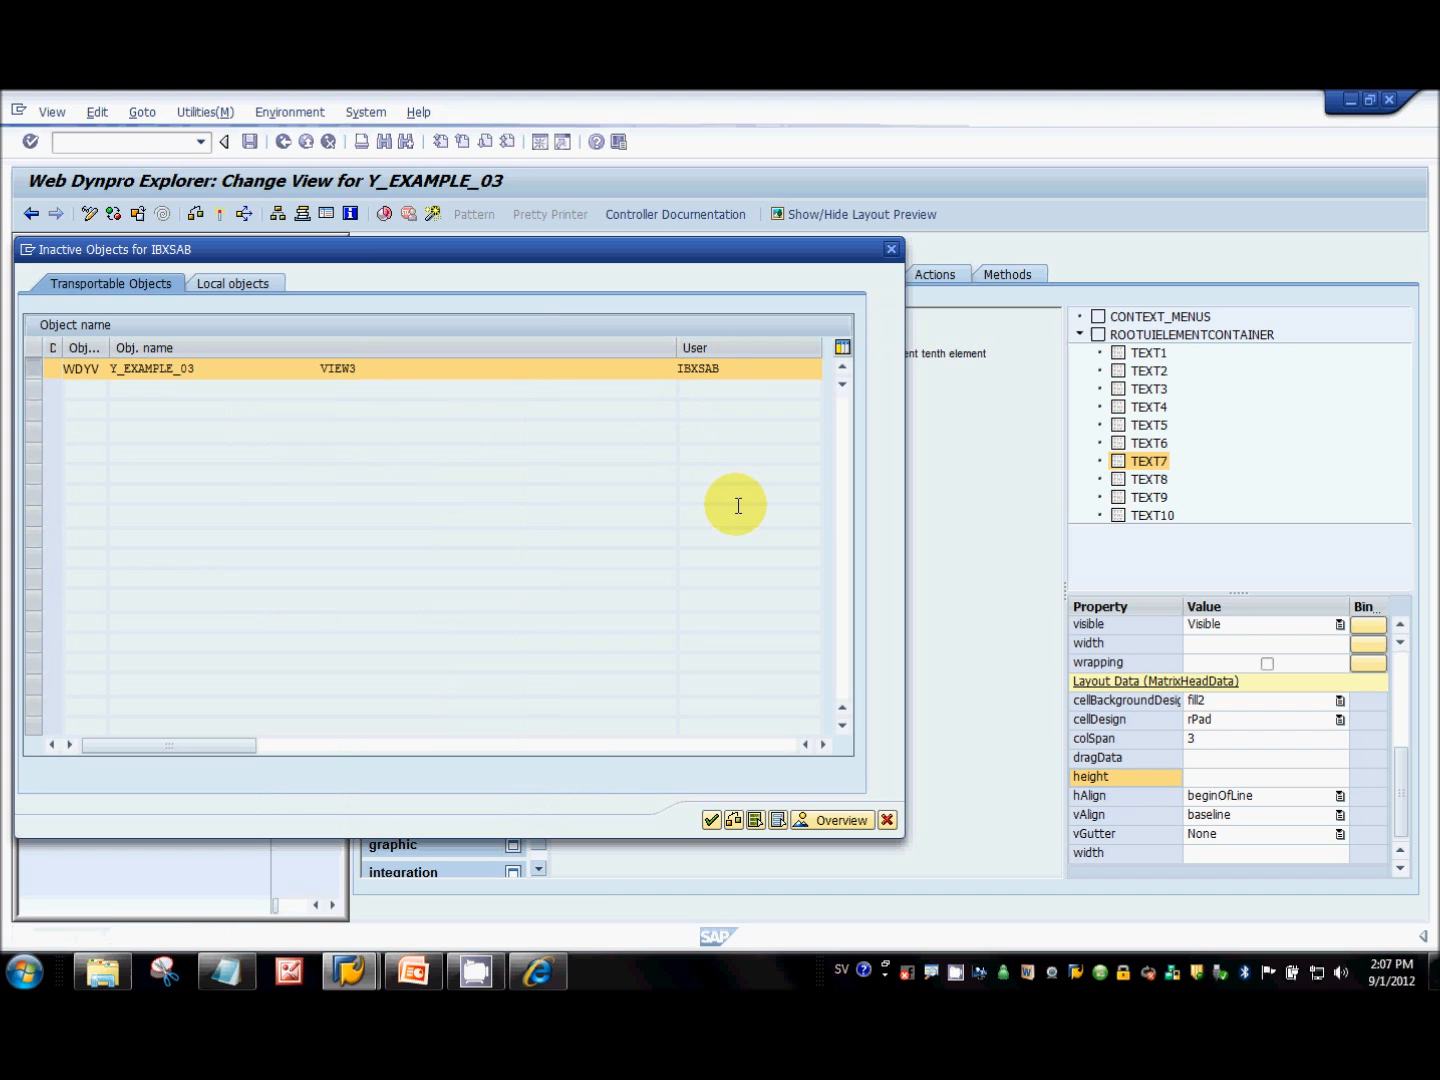 View Edit Goto Utilities(M) Environment System Help
Web Dynpro Explorer: Change View for Y_EXAMPLE_03
Pattern Pretty Printer Controller Documentation Show/Hide Layout Preview
Inactive Objects for IBXSAB
Transportable Objects Local objects
Object name
D Obj... Obj. name User
WDYV Y_EXAMPLE_03 VIEW3 IBXSAB
Overview
Actions Methods
ent tenth element
CONTEXT_MENUS
ROOTUIELEMENTCONTAINER
TEXT1
TEXT2
TEXT3
TEXT4
TEXT5
TEXT6
TEXT7
TEXT8
TEXT9
TEXT10
Property Value Bin...
visible Visible
width
wrapping
Layout Data (MatrixHeadData)
cellBackgroundDesig fill2
cellDesign rPad
colSpan 3
dragData
height
hAlign beginOfLine
vAlign baseline
vGutter None
width
graphic
integration
SAP
SV
2:07 PM
9/1/2012